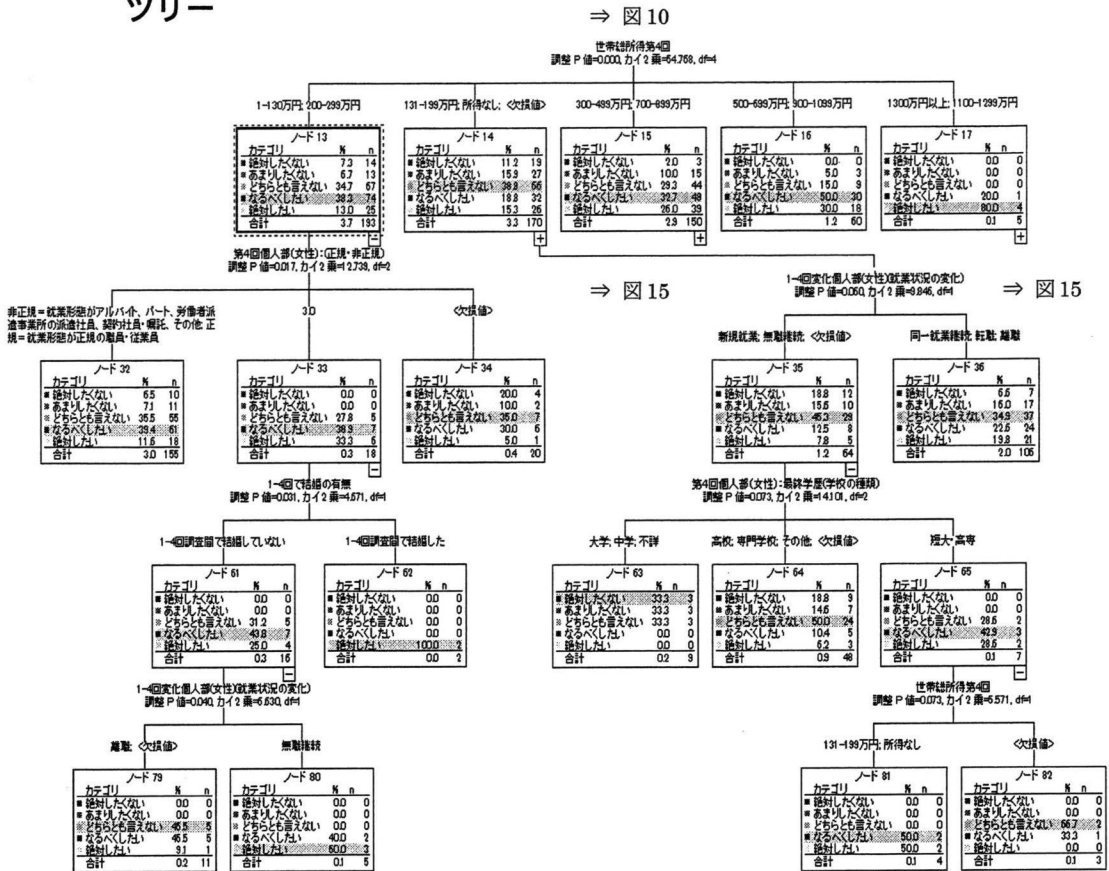 ツリー
⇒ 図10
世帯総所得第4回
調整 P 値=0.000, カイ2乗=54.768, df=4
1-130万円; 200-299万円
131-199万円; 所得なし; <欠損値>
300-499万円; 700-899万円
500-699万円; 900-1099万円
1300万円以上; 1100-1299万円
ノード 13
カテゴリ % n
絶対したくない 7.3 14
あまりしたくない 6.7 13
どちらとも言えない 34.7 67
なるべくしたい 38.3 74
絶対したい 13.0 25
合計 3.7 193
ノード 14
カテゴリ % n
絶対したくない 11.2 19
あまりしたくない 15.9 27
どちらとも言えない 38.8 66
なるべくしたい 18.8 32
絶対したい 15.3 26
合計 3.3 170
ノード 15
カテゴリ % n
絶対したくない 2.0 3
あまりしたくない 10.0 15
どちらとも言えない 29.3 44
なるべくしたい 32.7 49
絶対したい 26.0 39
合計 2.9 150
ノード 16
カテゴリ % n
絶対したくない 0.0 0
あまりしたくない 5.0 3
どちらとも言えない 15.0 9
なるべくしたい 50.0 30
絶対したい 30.0 18
合計 1.2 60
ノード 17
カテゴリ % n
絶対したくない 0.0 0
あまりしたくない 0.0 0
どちらとも言えない 0.0 0
なるべくしたい 20.0 1
絶対したい 80.0 4
合計 0.1 5
第4回個人部(女性):(正規・非正規)
調整 P 値=0.017, カイ2乗=12.739, df=2
⇒ 図15
1-4回変化個人部(女性)(就業状況の変化)
調整 P 値=0.050, カイ2乗=9.846, df=1
⇒ 図15
非正規=就業形態がアルバイト、パート、労働者派
遣事業所の派遣社員、契約社員・嘱託、その他; 正
規=就業形態が正規の職員・従業員
3.0
<欠損値>
新規就業; 無職継続; <欠損値>
同一就業継続; 転職; 離職
ノード 32
カテゴリ % n
絶対したくない 6.5 10
あまりしたくない 7.1 11
どちらとも言えない 35.5 55
なるべくしたい 39.4 61
絶対したい 11.6 18
合計 3.0 155
ノード 33
カテゴリ % n
絶対したくない 0.0 0
あまりしたくない 0.0 0
どちらとも言えない 27.8 5
なるべくしたい 38.9 7
絶対したい 33.3 6
合計 0.3 18
ノード 34
カテゴリ % n
絶対したくない 20.0 4
あまりしたくない 10.0 2
どちらとも言えない 35.0 7
なるべくしたい 30.0 6
絶対したい 5.0 1
合計 0.4 20
ノード 35
カテゴリ % n
絶対したくない 18.8 12
あまりしたくない 15.6 10
どちらとも言えない 45.3 29
なるべくしたい 12.5 8
絶対したい 7.8 5
合計 1.2 64
ノード 36
カテゴリ % n
絶対したくない 6.6 7
あまりしたくない 16.0 17
どちらとも言えない 34.9 37
なるべくしたい 22.6 24
絶対したい 19.8 21
合計 2.0 106
1-4回で結婚の有無
調整 P 値=0.031, カイ2乗=4.671, df=1
第4回個人部(女性):最終学歴(学校の種類)
調整 P 値=0.073, カイ2乗=14.101, df=2
1-4回調査間で結婚していない
1-4回調査間で結婚した
大学; 中学; 不詳
高校; 専門学校; その他; <欠損値>
短大・高専
ノード 61
カテゴリ % n
絶対したくない 0.0 0
あまりしたくない 0.0 0
どちらとも言えない 31.2 5
なるべくしたい 43.8 7
絶対したい 25.0 4
合計 0.3 16
ノード 62
カテゴリ % n
絶対したくない 0.0 0
あまりしたくない 0.0 0
どちらとも言えない 0.0 0
なるべくしたい 0.0 0
絶対したい 100.0 2
合計 0.0 2
ノード 63
カテゴリ % n
絶対したくない 33.3 3
あまりしたくない 33.3 3
どちらとも言えない 33.3 3
なるべくしたい 0.0 0
絶対したい 0.0 0
合計 0.2 9
ノード 64
カテゴリ % n
絶対したくない 18.8 9
あまりしたくない 14.6 7
どちらとも言えない 50.0 24
なるべくしたい 10.4 5
絶対したい 6.2 3
合計 0.9 48
ノード 65
カテゴリ % n
絶対したくない 0.0 0
あまりしたくない 0.0 0
どちらとも言えない 28.6 2
なるべくしたい 42.9 3
絶対したい 28.6 2
合計 0.1 7
1-4回変化個人部(女性)(就業状況の変化)
調整 P 値=0.040, カイ2乗=6.630, df=1
世帯総所得第4回
調整 P 値=0.073, カイ2乗=5.571, df=1
離職; <欠損値>
無職継続
131-199万円; 所得なし
<欠損値>
ノード 79
カテゴリ % n
絶対したくない 0.0 0
あまりしたくない 0.0 0
どちらとも言えない 45.5 5
なるべくしたい 45.5 5
絶対したい 9.1 1
合計 0.2 11
ノード 80
カテゴリ % n
絶対したくない 0.0 0
あまりしたくない 0.0 0
どちらとも言えない 0.0 0
なるべくしたい 40.0 2
絶対したい 60.0 3
合計 0.1 5
ノード 81
カテゴリ % n
絶対したくない 0.0 0
あまりしたくない 0.0 0
どちらとも言えない 0.0 0
なるべくしたい 50.0 2
絶対したい 50.0 2
合計 0.1 4
ノード 82
カテゴリ % n
絶対したくない 0.0 0
あまりしたくない 0.0 0
どちらとも言えない 66.7 2
なるべくしたい 33.3 1
絶対したい 0.0 0
合計 0.1 3